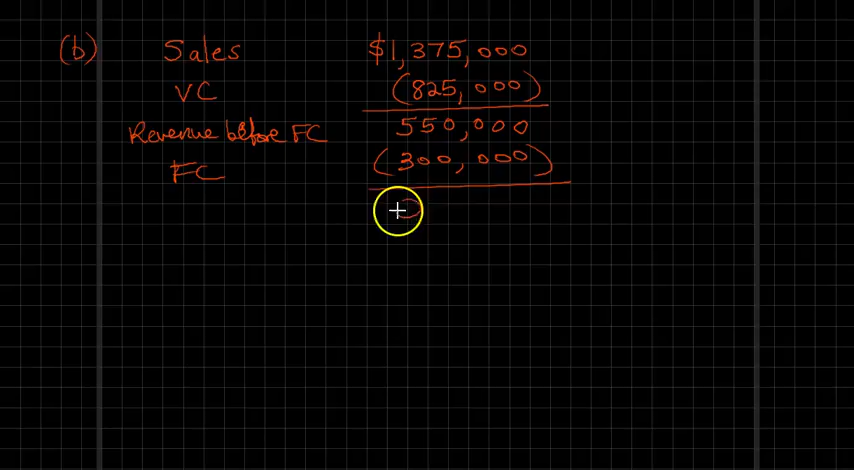 (b) Sales $1,375,000
VC (825,000)
Revenue before FC 550,000
FC (300,000)